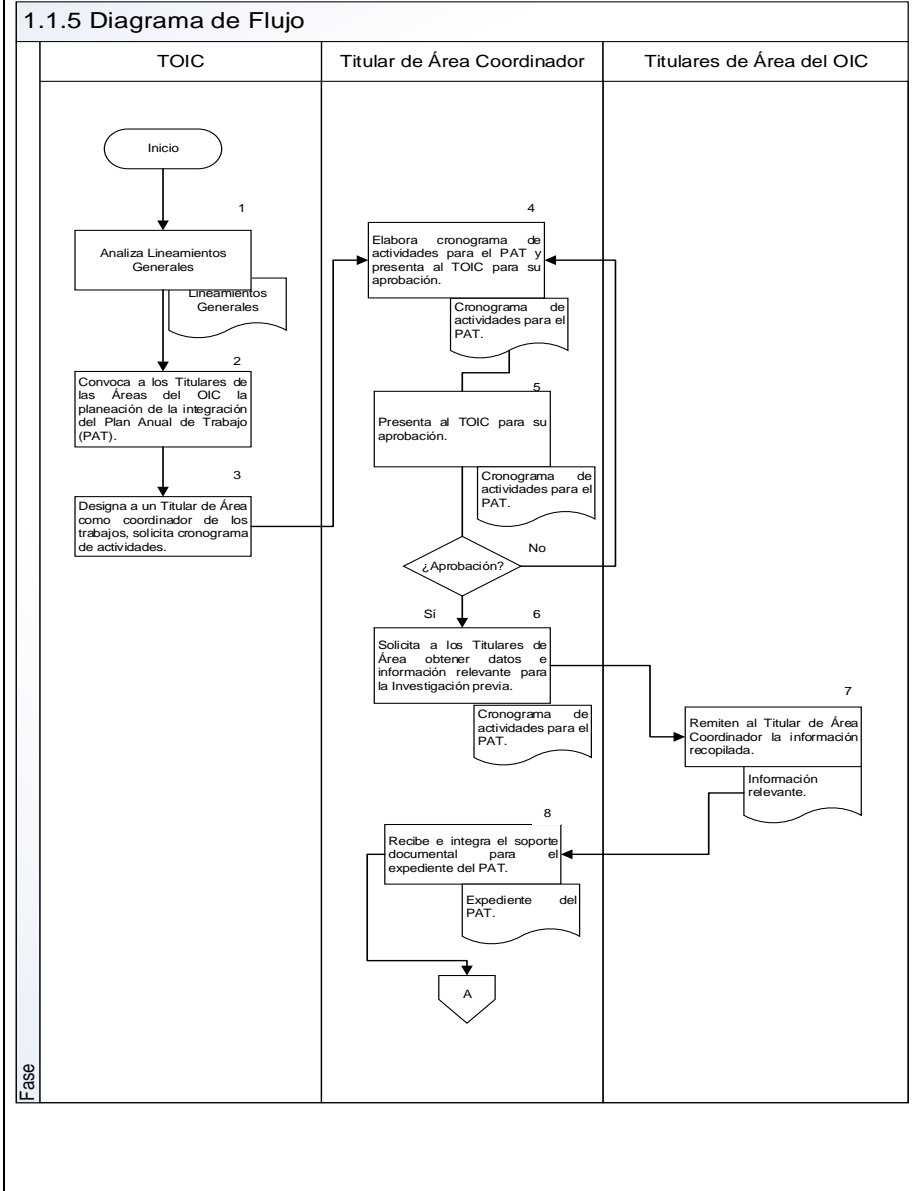 1.1.5 Diagrama de Flujo
TOIC
Titular de Área Coordinador
Titulares de Área del OIC
Inicio
1
Analiza Lineamientos
Generales
Lineamientos
Generales
2
Convoca a los Titulares de
las Áreas del OIC la
planeación de la integración
del Plan Anual de Trabajo
(PAT).
3
Designa a un Titular de Área
como coordinador de los
trabajos, solicita cronograma
de actividades.
4
Elabora cronograma de
actividades para el PAT y
presenta al TOIC para su
aprobación.
Cronograma de
actividades para el
PAT.
5
Presenta al TOIC para su
aprobación.
Cronograma de
actividades para el
PAT.
¿Aprobación?
No
Sí
6
Solicita a los Titulares de
Área obtener datos e
información relevante para
la Investigación previa.
Cronograma de
actividades para el
PAT.
7
Remiten al Titular de Área
Coordinador la información
recopilada.
Información
relevante.
8
Recibe e integra el soporte
documental para el
expediente del PAT.
Expediente del
PAT.
A
Fase